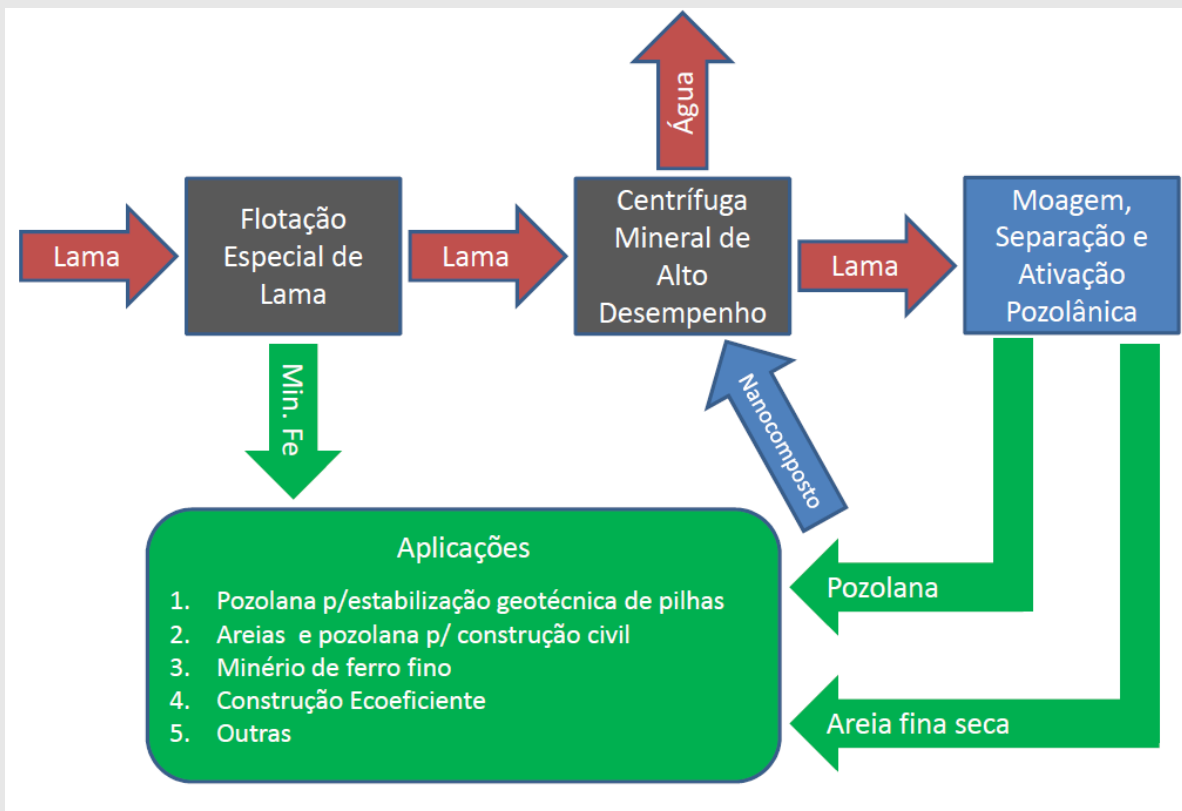 Água
Lama
Flotação
Especial de
Lama
Lama
Centrífuga
Mineral de
Alto
Desempenho
Lama
Moagem,
Separação e
Ativação
Pozolânica
Min. Fe
Nanocomposto
Aplicações
1. Pozolana p/estabilização geotécnica de pilhas
2. Areias e pozolana p/ construção civil
3. Minério de ferro fino
4. Construção Ecoeficiente
5. Outras
Pozolana
Areia fina seca